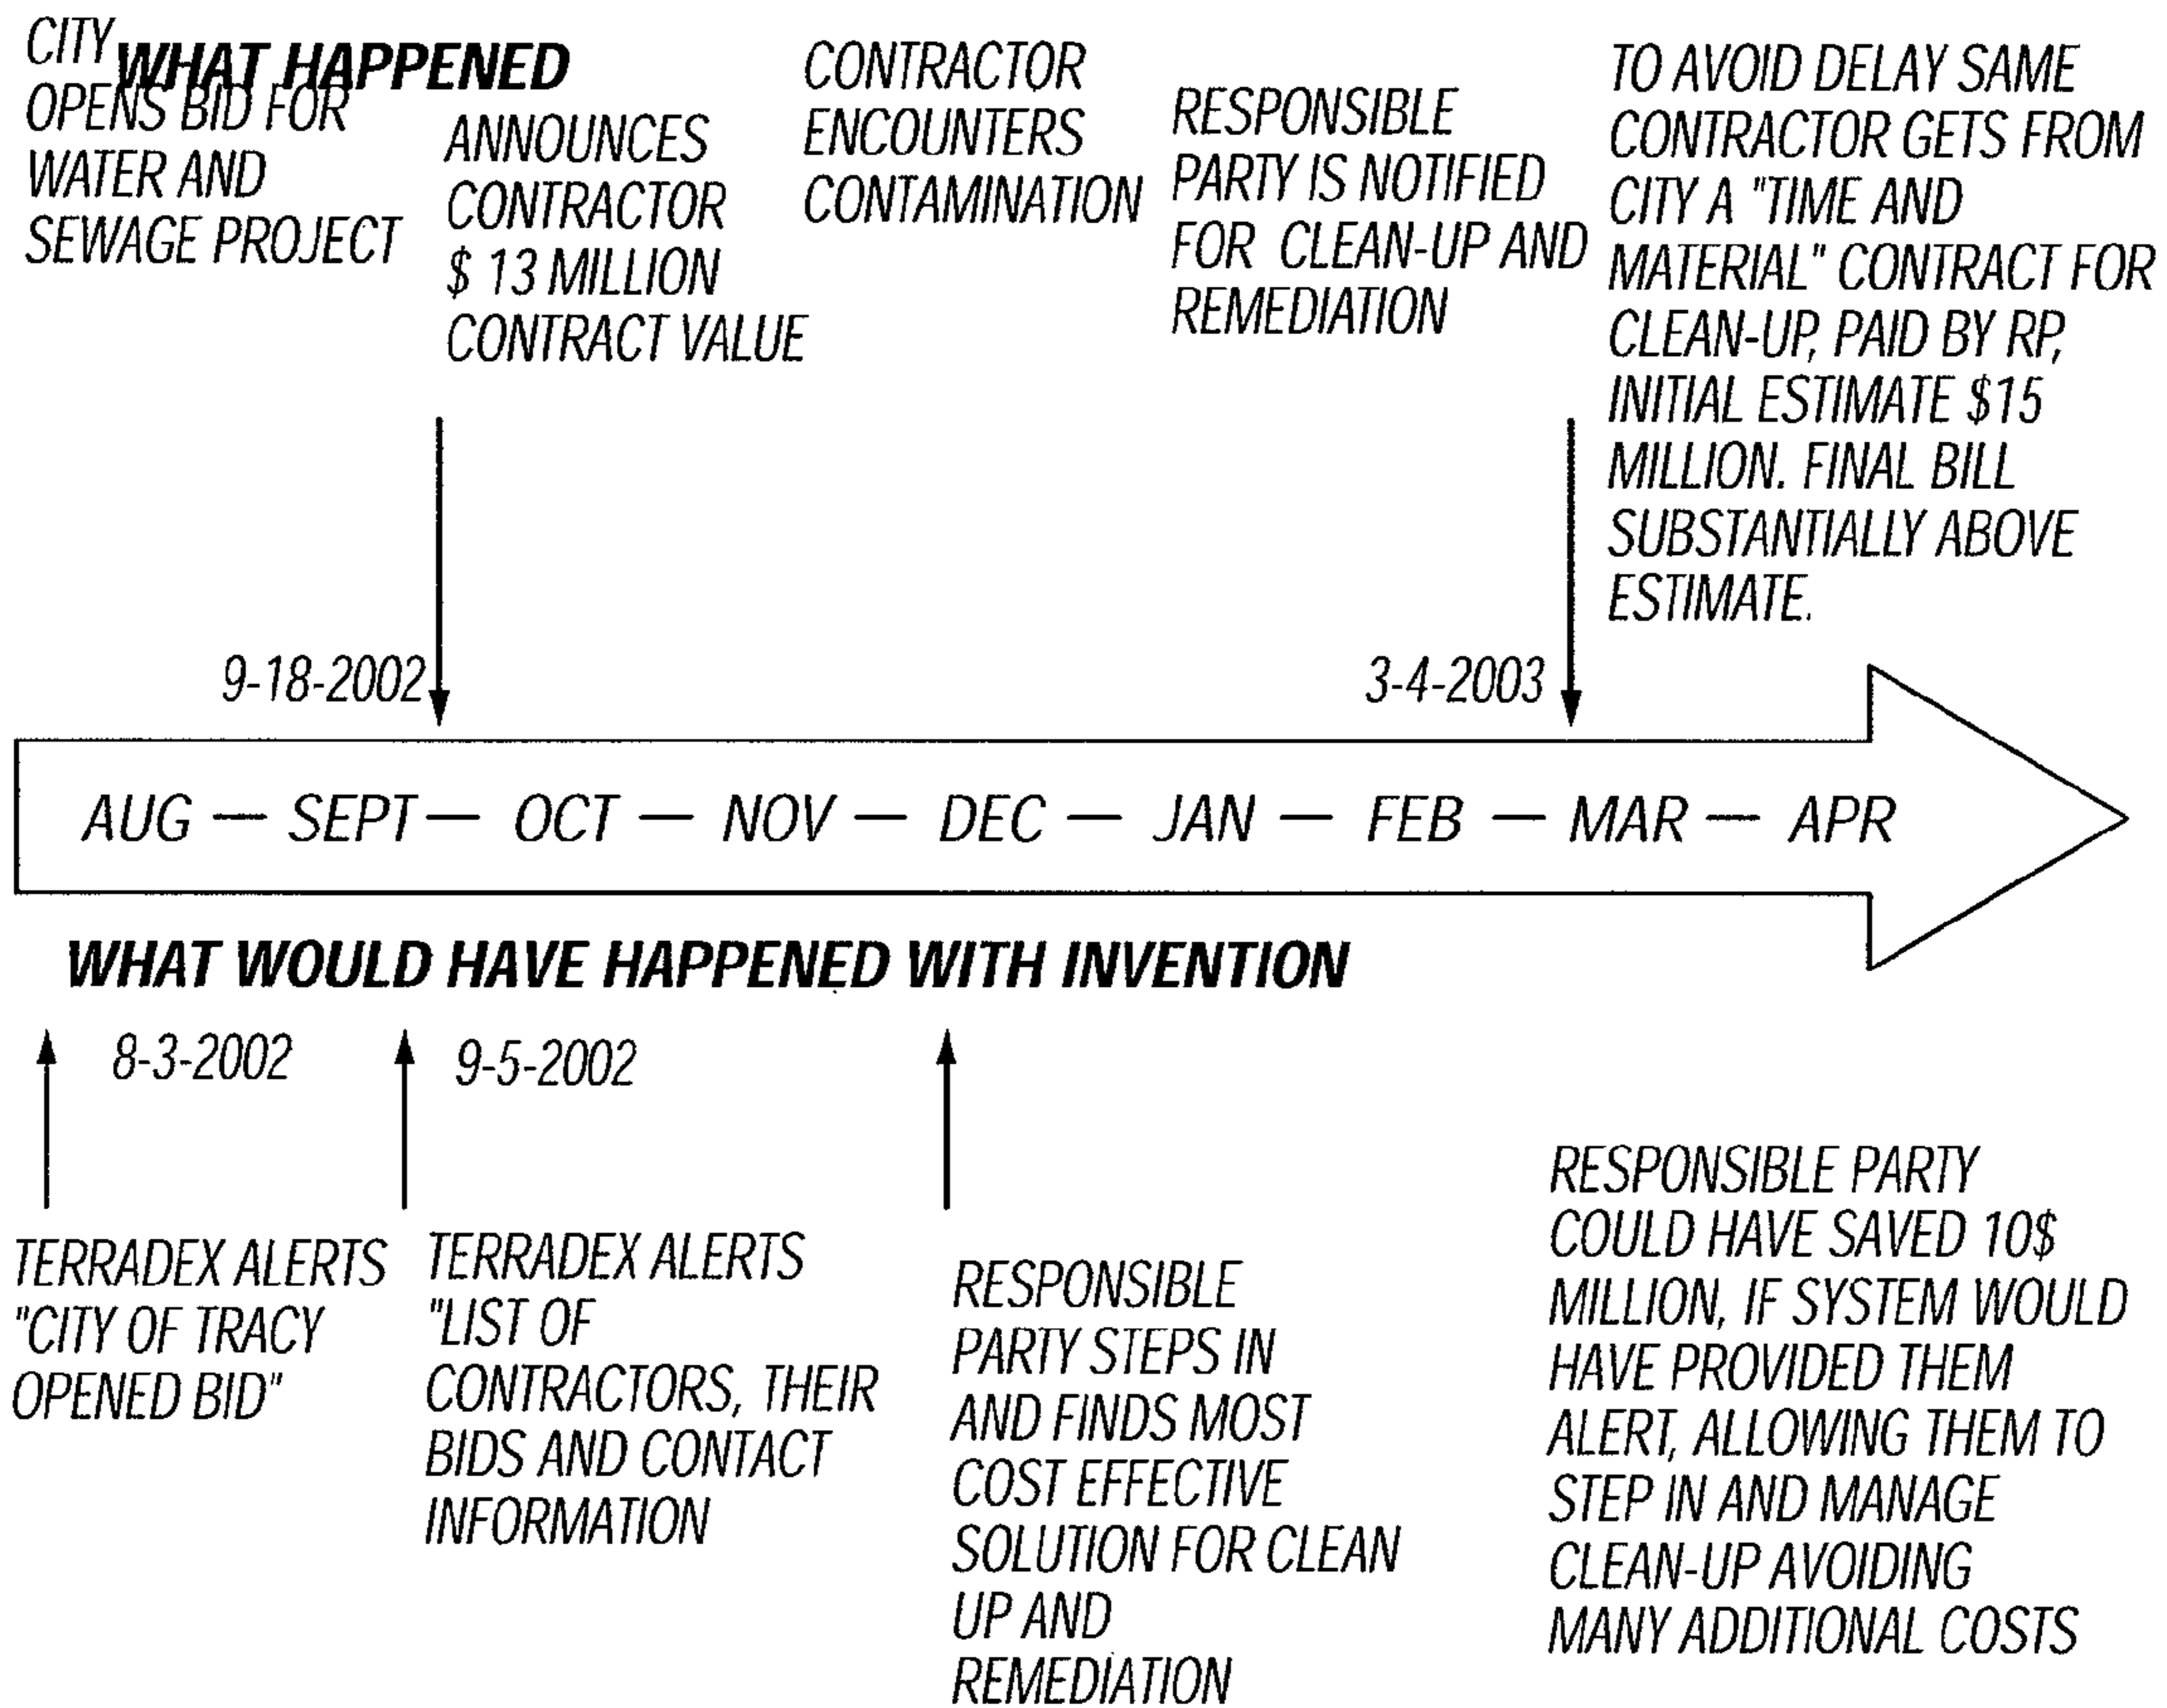 WHAT HAPPENED
CITY
OPENS BID FOR
WATER AND
SEWAGE PROJECT
ANNOUNCES
CONTRACTOR
$ 13 MILLION
CONTRACT VALUE
CONTRACTOR
ENCOUNTERS
CONTAMINATION
RESPONSIBLE
PARTY IS NOTIFIED
FOR CLEAN-UP AND
REMEDIATION
TO AVOID DELAY SAME
CONTRACTOR GETS FROM
CITY A "TIME AND
MATERIAL" CONTRACT FOR
CLEAN-UP, PAID BY RP,
INITIAL ESTIMATE $15
MILLION. FINAL BILL
SUBSTANTIALLY ABOVE
ESTIMATE.
9-18-2002
3-4-2003
AUG — SEPT — OCT — NOV — DEC — JAN — FEB — MAR — APR
WHAT WOULD HAVE HAPPENED WITH INVENTION
8-3-2002
9-5-2002
TERRADEX ALERTS
"CITY OF TRACY
OPENED BID"
TERRADEX ALERTS
"LIST OF
CONTRACTORS, THEIR
BIDS AND CONTACT
INFORMATION
RESPONSIBLE
PARTY STEPS IN
AND FINDS MOST
COST EFFECTIVE
SOLUTION FOR CLEAN
UP AND
REMEDIATION
RESPONSIBLE PARTY
COULD HAVE SAVED 10$
MILLION, IF SYSTEM WOULD
HAVE PROVIDED THEM
ALERT, ALLOWING THEM TO
STEP IN AND MANAGE
CLEAN-UP AVOIDING
MANY ADDITIONAL COSTS